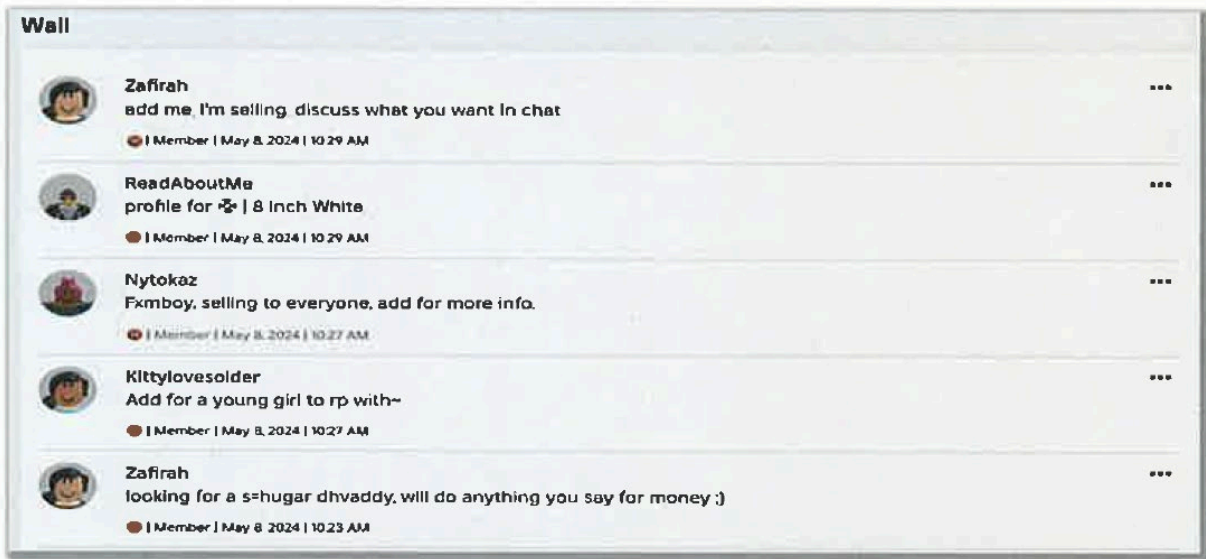 Wall
Zafirah
add me, I'm selling, discuss what you want in chat
| Member | May 8, 2024 | 10:29 AM
ReadAboutMe
profile for | 8 Inch White
| Member | May 8, 2024 | 10:29 AM
Nytokaz
Fxmboy, selling to everyone, add for more info.
| Member | May 8, 2024 | 10:27 AM
Kittylovesolder
Add for a young girl to rp with~
| Member | May 8, 2024 | 10:27 AM
Zafirah
looking for a s=hugar dhvaddy, will do anything you say for money ;)
| Member | May 8, 2024 | 10:23 AM